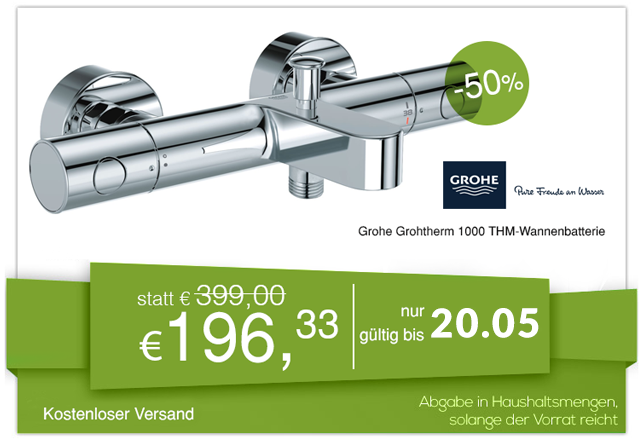 -50%
38
GROHE
Pure Freude an Wasser
Grohe Grohtherm 1000 THM-Wannenbatterie
statt € 399,00
€196,33
nur
gültig bis 20.05
Kostenloser Versand
Abgabe in Haushaltsmengen,
solange der Vorrat reicht